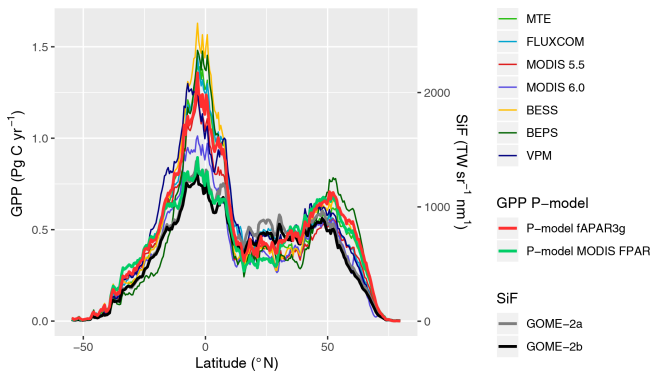 MTE
FLUXCOM
MODIS 5.5
MODIS 6.0
BESS
BEPS
VPM
GPP P−model
P−model fAPAR3g
P−model MODIS FPAR
SiF
GOME−2a
GOME−2b
GPP (Pg C yr⁻¹)
1.5
1.0
0.5
0.0
SiF (TW sr⁻¹ nm¹)
2000
1000
0
−50
0
50
Latitude (°N)